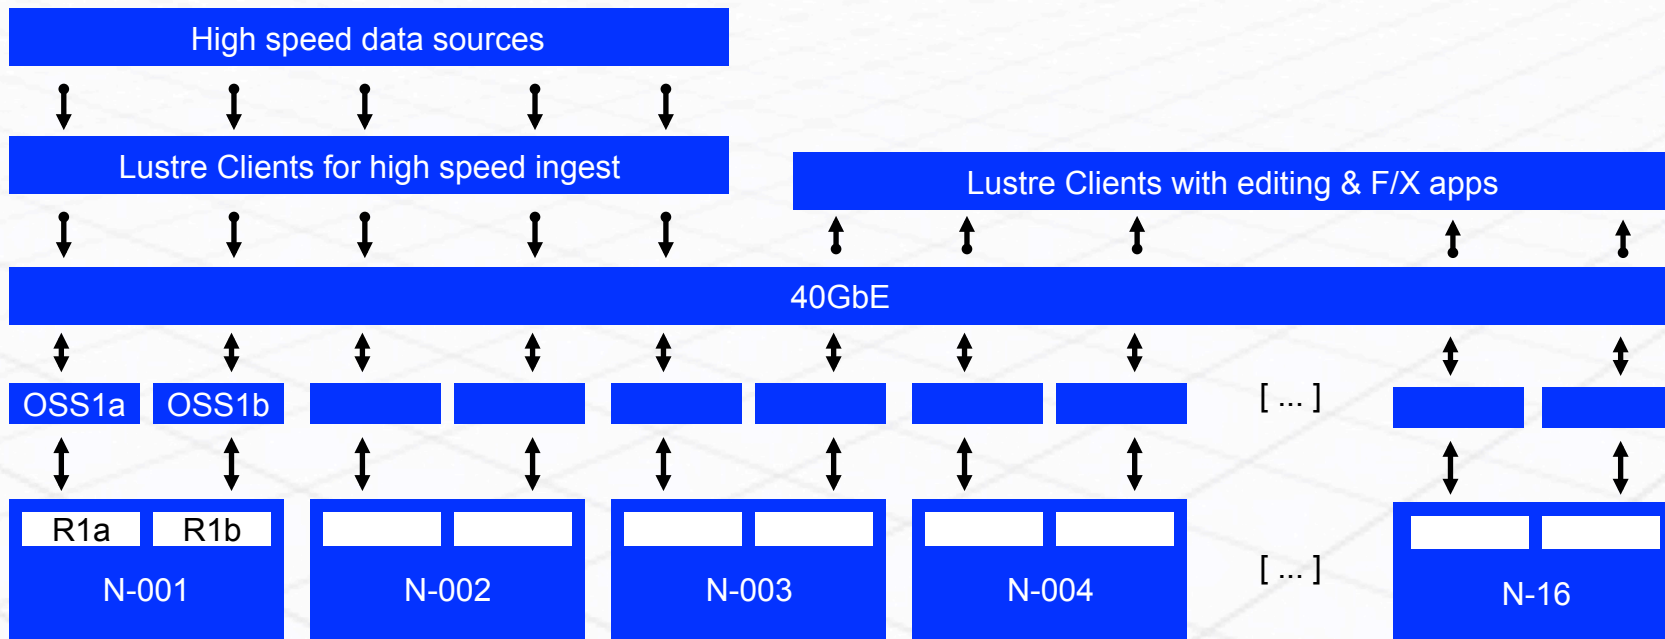 High speed data sources
Lustre Clients for high speed ingest
Lustre Clients with editing & F/X apps
40GbE
OSS1a
OSS1b
[ ... ]
R1a
R1b
N-001
N-002
N-003
N-004
[ ... ]
N-16